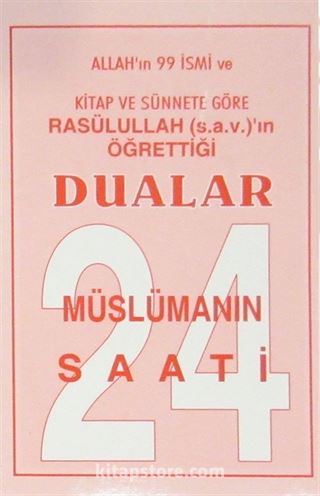 ALLAH'ın 99 İSMİ ve
KİTAP VE SÜNNETE GÖRE
RASÜLULLAH (s.a.v.)'ın
ÖĞRETTİĞİ
DUALAR
24
MÜSLÜMANIN
SAATİ
kitapstore.com